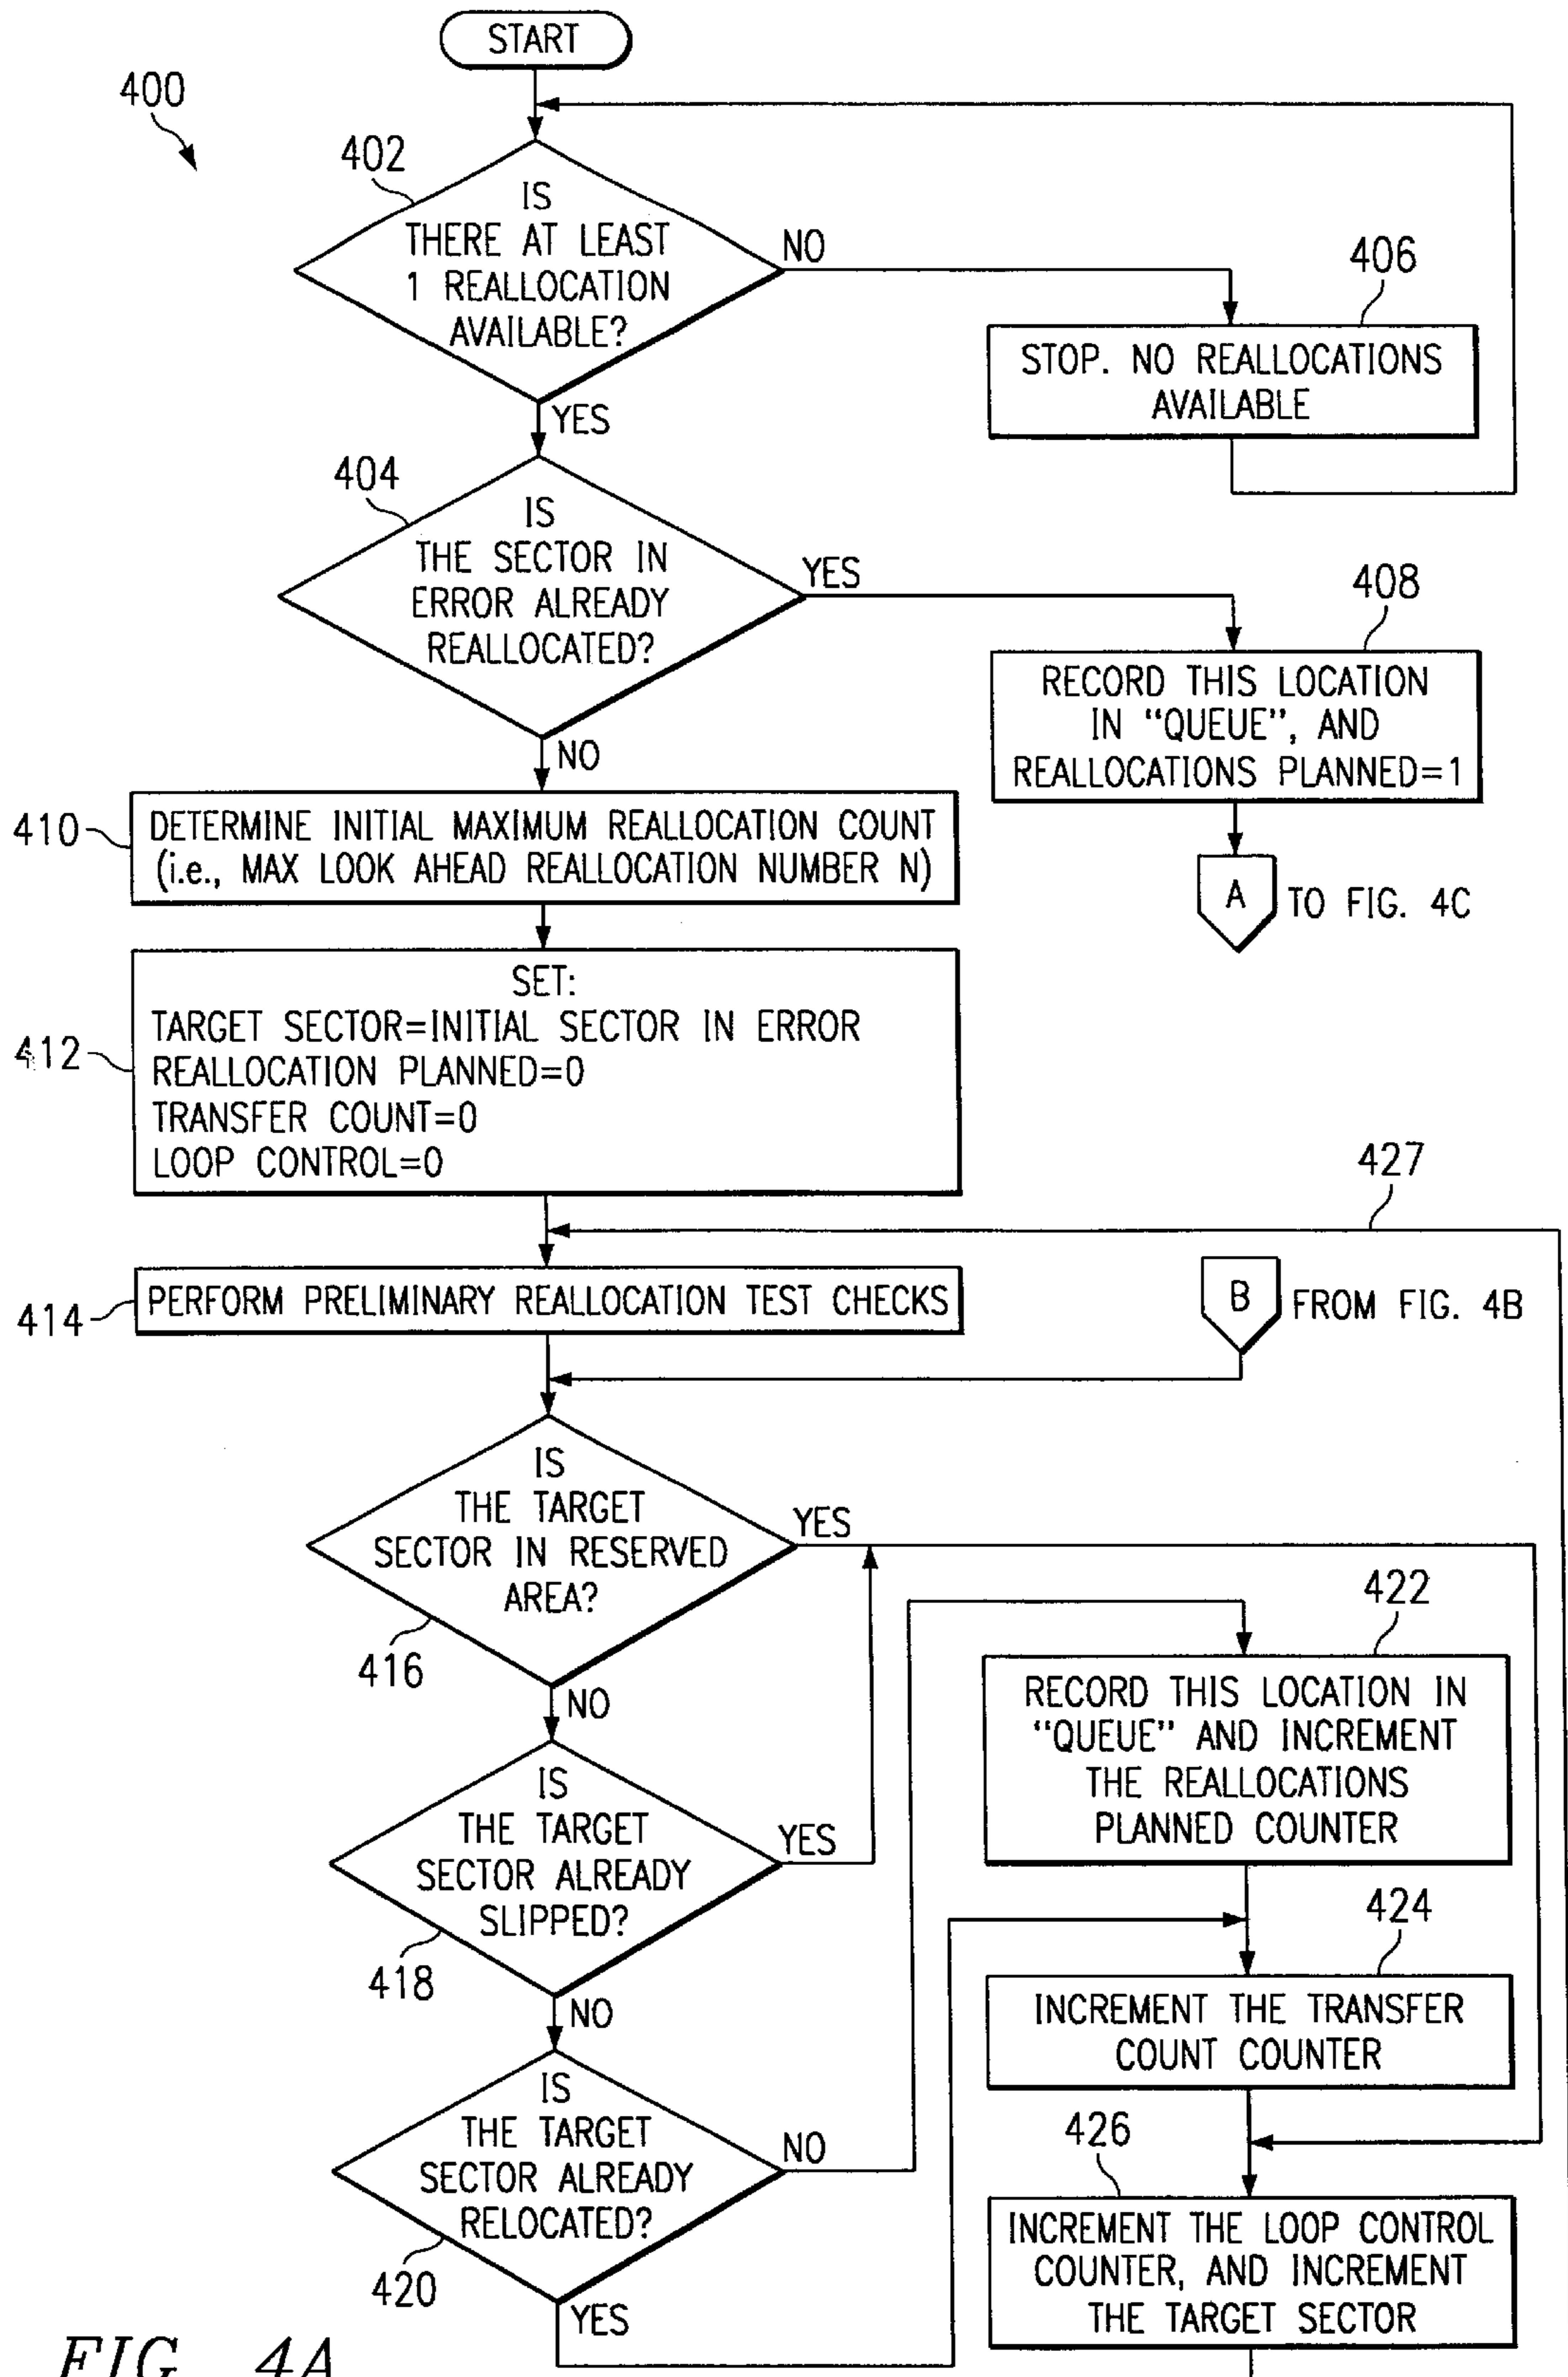 START
400
402
IS
THERE AT LEAST
1 REALLOCATION
AVAILABLE?
NO
YES
406
STOP. NO REALLOCATIONS
AVAILABLE
404
IS
THE SECTOR IN
ERROR ALREADY
REALLOCATED?
YES
NO
408
RECORD THIS LOCATION
IN "QUEUE", AND
REALLOCATIONS PLANNED=1
A
TO FIG. 4C
410
DETERMINE INITIAL MAXIMUM REALLOCATION COUNT
(i.e., MAX LOOK AHEAD REALLOCATION NUMBER N)
412
SET:
TARGET SECTOR=INITIAL SECTOR IN ERROR
REALLOCATION PLANNED=0
TRANSFER COUNT=0
LOOP CONTROL=0
427
414
PERFORM PRELIMINARY REALLOCATION TEST CHECKS
B
FROM FIG. 4B
IS
THE TARGET
SECTOR IN RESERVED
AREA?
YES
416
NO
422
RECORD THIS LOCATION IN
"QUEUE" AND INCREMENT
THE REALLOCATIONS
PLANNED COUNTER
IS
THE TARGET
SECTOR ALREADY
SLIPPED?
YES
418
NO
424
INCREMENT THE TRANSFER
COUNT COUNTER
IS
THE TARGET
SECTOR ALREADY
RELOCATED?
NO
420
YES
426
INCREMENT THE LOOP CONTROL
COUNTER, AND INCREMENT
THE TARGET SECTOR
FIG. 4A